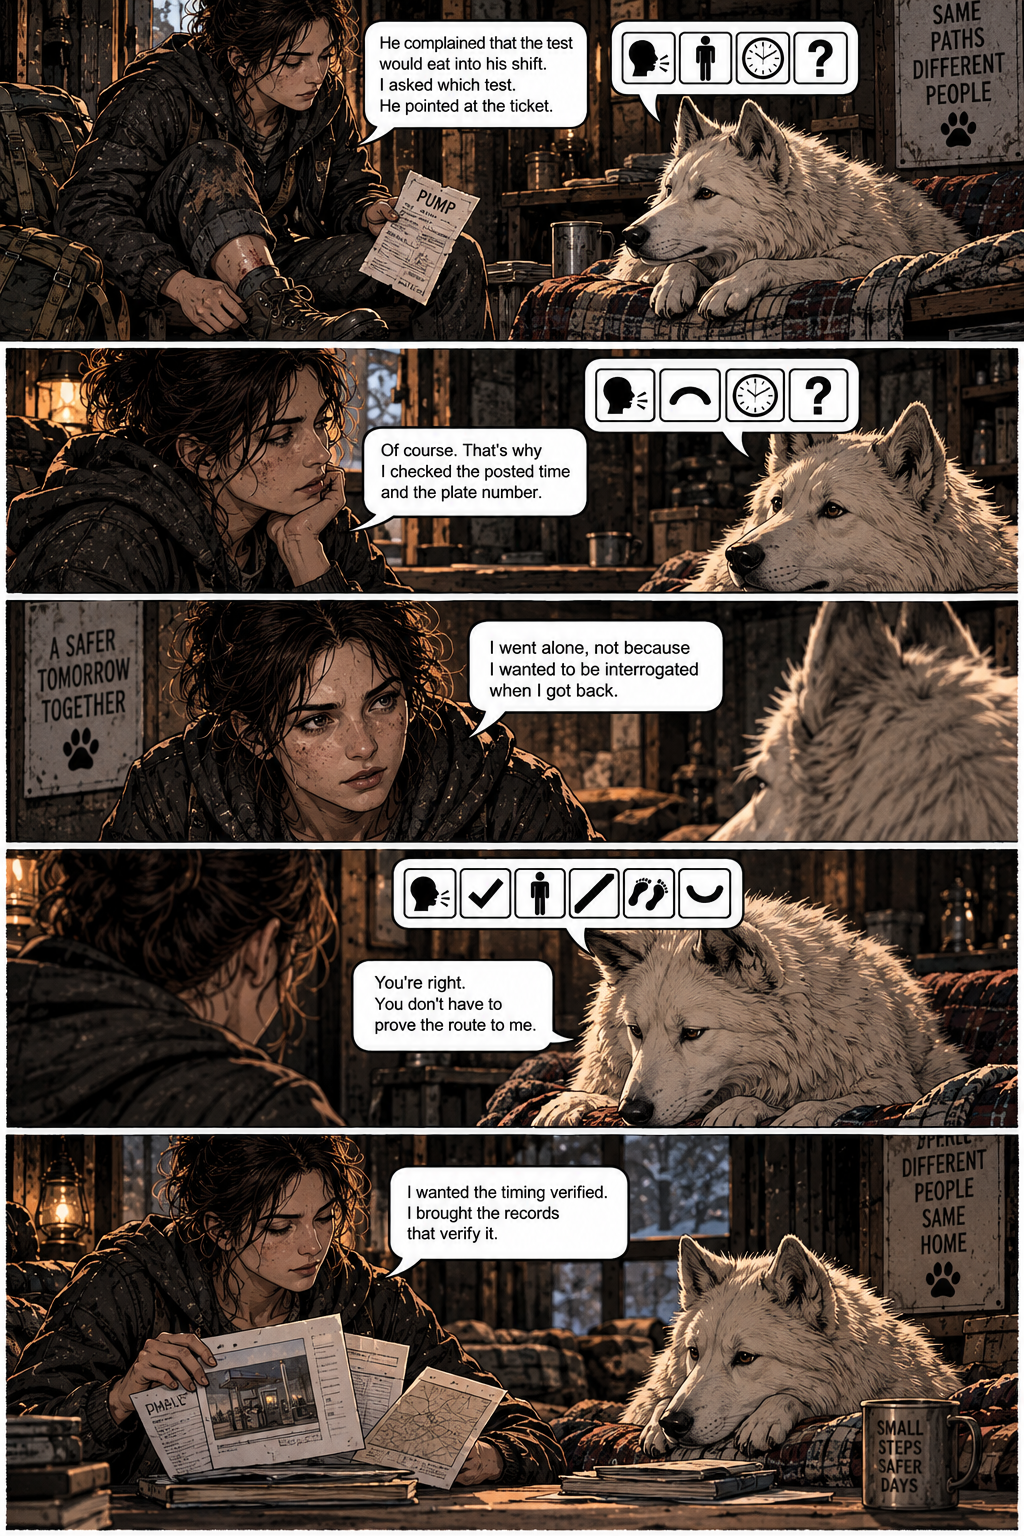 He complained that the test
would eat into his shift.
I asked which test.
He pointed at the ticket.
?
SAME
PATHS
DIFFERENT
PEOPLE
PUMP
?
Of course. That's why
I checked the posted time
and the plate number.
A SAFER
TOMORROW
TOGETHER
I went alone, not because
I wanted to be interrogated
when I got back.
You're right.
You don't have to
prove the route to me.
I wanted the timing verified.
I brought the records
that verify it.
DIFFERENT
PEOPLE
SAME
HOME
SMALL
STEPS
SAFER
DAYS